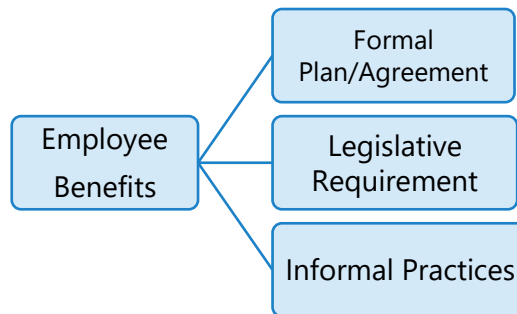 Employee
Benefits
Formal
Plan/Agreement
Legislative
Requirement
Informal Practices